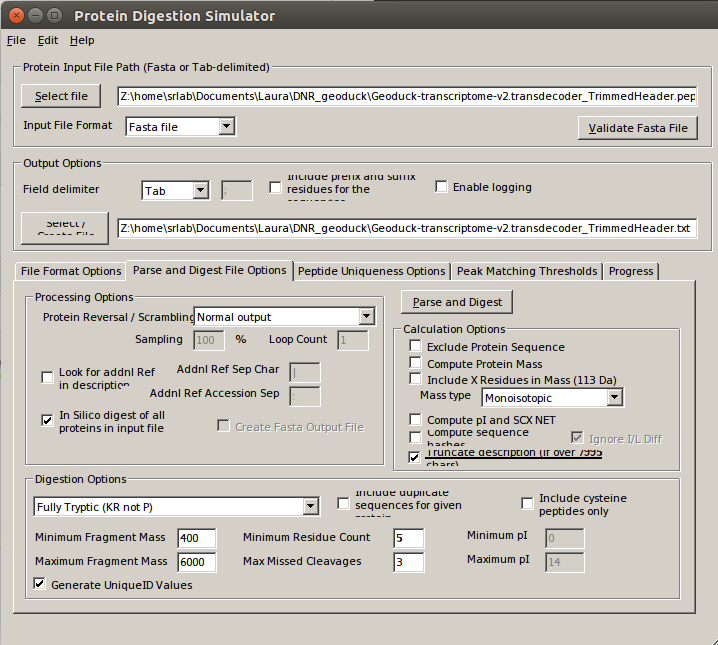 Protein Digestion Simulator
File Edit Help
Protein Input File Path (Fasta or Tab-delimited)
Select file
Z:\home\srlab\Documents\Laura\DNR_geoduck\Geoduck-transcriptome-v2.transdecoder_TrimmedHeader.pep
Input File Format
Fasta file
Validate Fasta File
Output Options
Field delimiter
Tab
;
Include prefix and suffix
residues for the
sequences
Enable logging
Select /
Create File
Z:\home\srlab\Documents\Laura\DNR_geoduck\Geoduck-transcriptome-v2.transdecoder_TrimmedHeader.txt
File Format Options
Parse and Digest File Options
Peptide Uniqueness Options
Peak Matching Thresholds
Progress
Processing Options
Protein Reversal / Scrambling
Normal output
Sampling
100
%
Loop Count
1
Look for addnl Ref
in description
Addnl Ref Sep Char
|
Addnl Ref Accession Sep
:
In Silico digest of all
proteins in input file
Create Fasta Output File
Parse and Digest
Calculation Options
Exclude Protein Sequence
Compute Protein Mass
Include X Residues in Mass (113 Da)
Mass type
Monoisotopic
Compute pI and SCX NET
Compute sequence
hashes
Ignore I/L Diff
Truncate description (if over 7995
chars)
Digestion Options
Fully Tryptic (KR not P)
Include duplicate
sequences for given
protein
Include cysteine
peptides only
Minimum Fragment Mass
400
Minimum Residue Count
5
Minimum pI
0
Maximum Fragment Mass
6000
Max Missed Cleavages
3
Maximum pI
14
Generate UniqueID Values